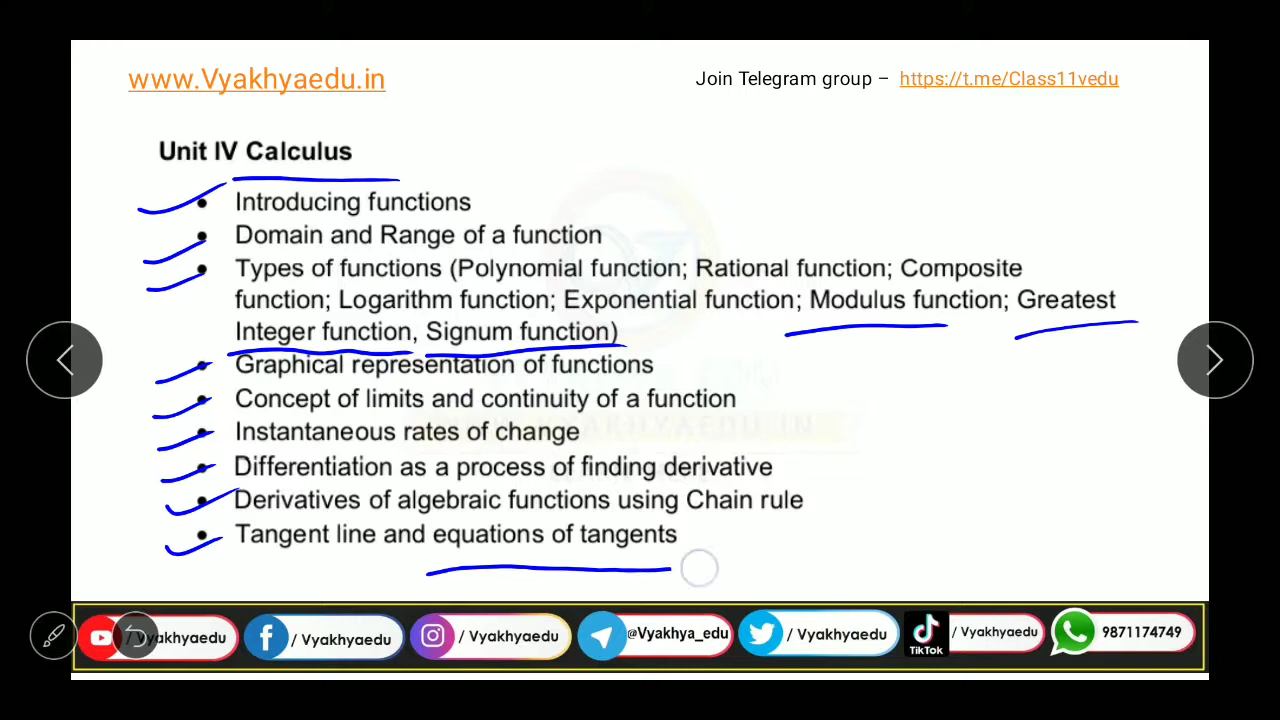 www.Vyakhyaedu.in
Join Telegram group – https://t.me/Class11vedu
Unit IV Calculus
• Introducing functions
• Domain and Range of a function
• Types of functions (Polynomial function; Rational function; Composite
function; Logarithm function; Exponential function; Modulus function; Greatest
Integer function, Signum function)
• Graphical representation of functions
• Concept of limits and continuity of a function
• Instantaneous rates of change
• Differentiation as a process of finding derivative
• Derivatives of algebraic functions using Chain rule
• Tangent line and equations of tangents
WWW.VYAKHYAEDU.IN
/ Vyakhyaedu
/ Vyakhyaedu
/ Vyakhyaedu
@Vyakhya_edu
/ Vyakhyaedu
TikTok
/ Vyakhyaedu
9871174749